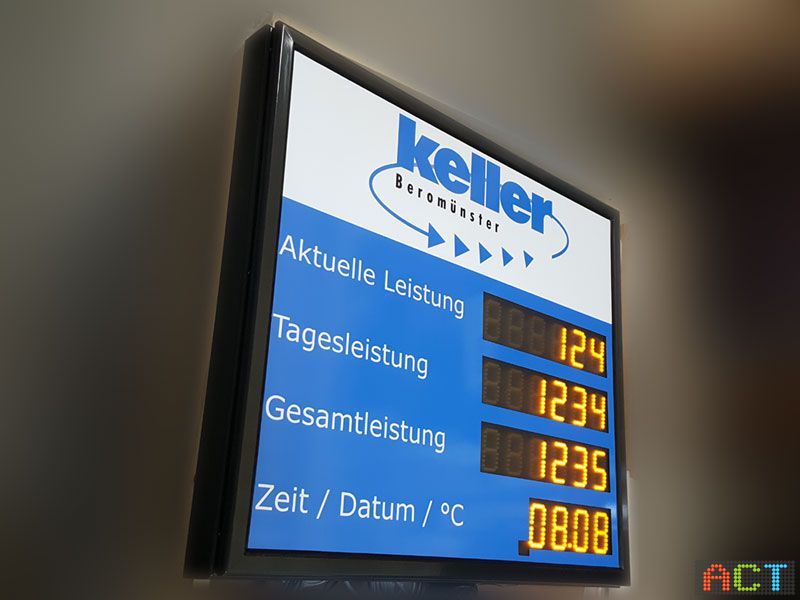 keller
Beromünster
Aktuelle Leistung 124
Tagesleistung 1234
Gesamtleistung 1235
Zeit / Datum / °C 08.08
ACT